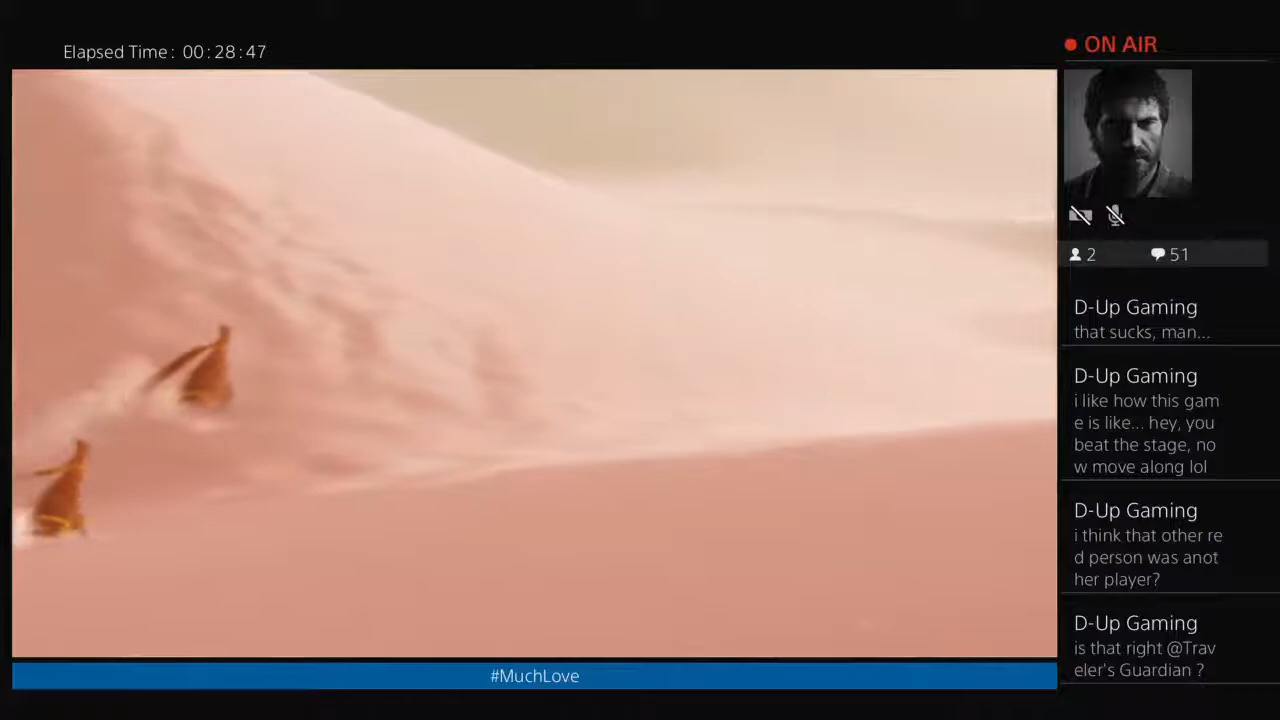 Elapsed Time: 00:28:47
ON AIR
2
51
D-Up Gaming
that sucks, man...
D-Up Gaming
i like how this gam
e is like... hey, you
beat the stage, no
w move along lol
D-Up Gaming
i think that other re
d person was anot
her player?
D-Up Gaming
is that right @Trav
eler's Guardian ?
#MuchLove